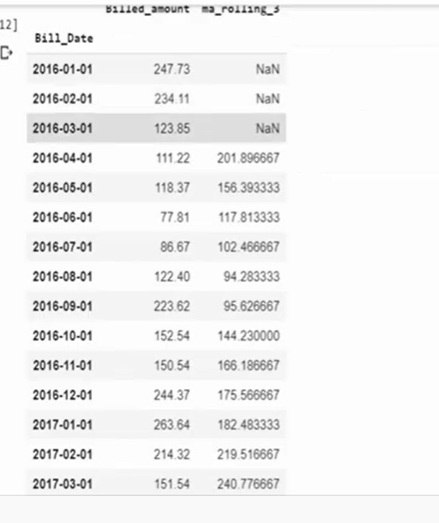 Billed_amount ma_rolling_3
12]
Bill_Date
2016-01-01 247.73 NaN
2016-02-01 234.11 NaN
2016-03-01 123.85 NaN
2016-04-01 111.22 201.896667
2016-05-01 118.37 156.393333
2016-06-01 77.81 117.813333
2016-07-01 86.67 102.466667
2016-08-01 122.40 94.283333
2016-09-01 223.62 95.626667
2016-10-01 152.54 144.230000
2016-11-01 150.54 166.186667
2016-12-01 244.37 175.566667
2017-01-01 263.64 182.483333
2017-02-01 214.32 219.516667
2017-03-01 151.54 240.776667